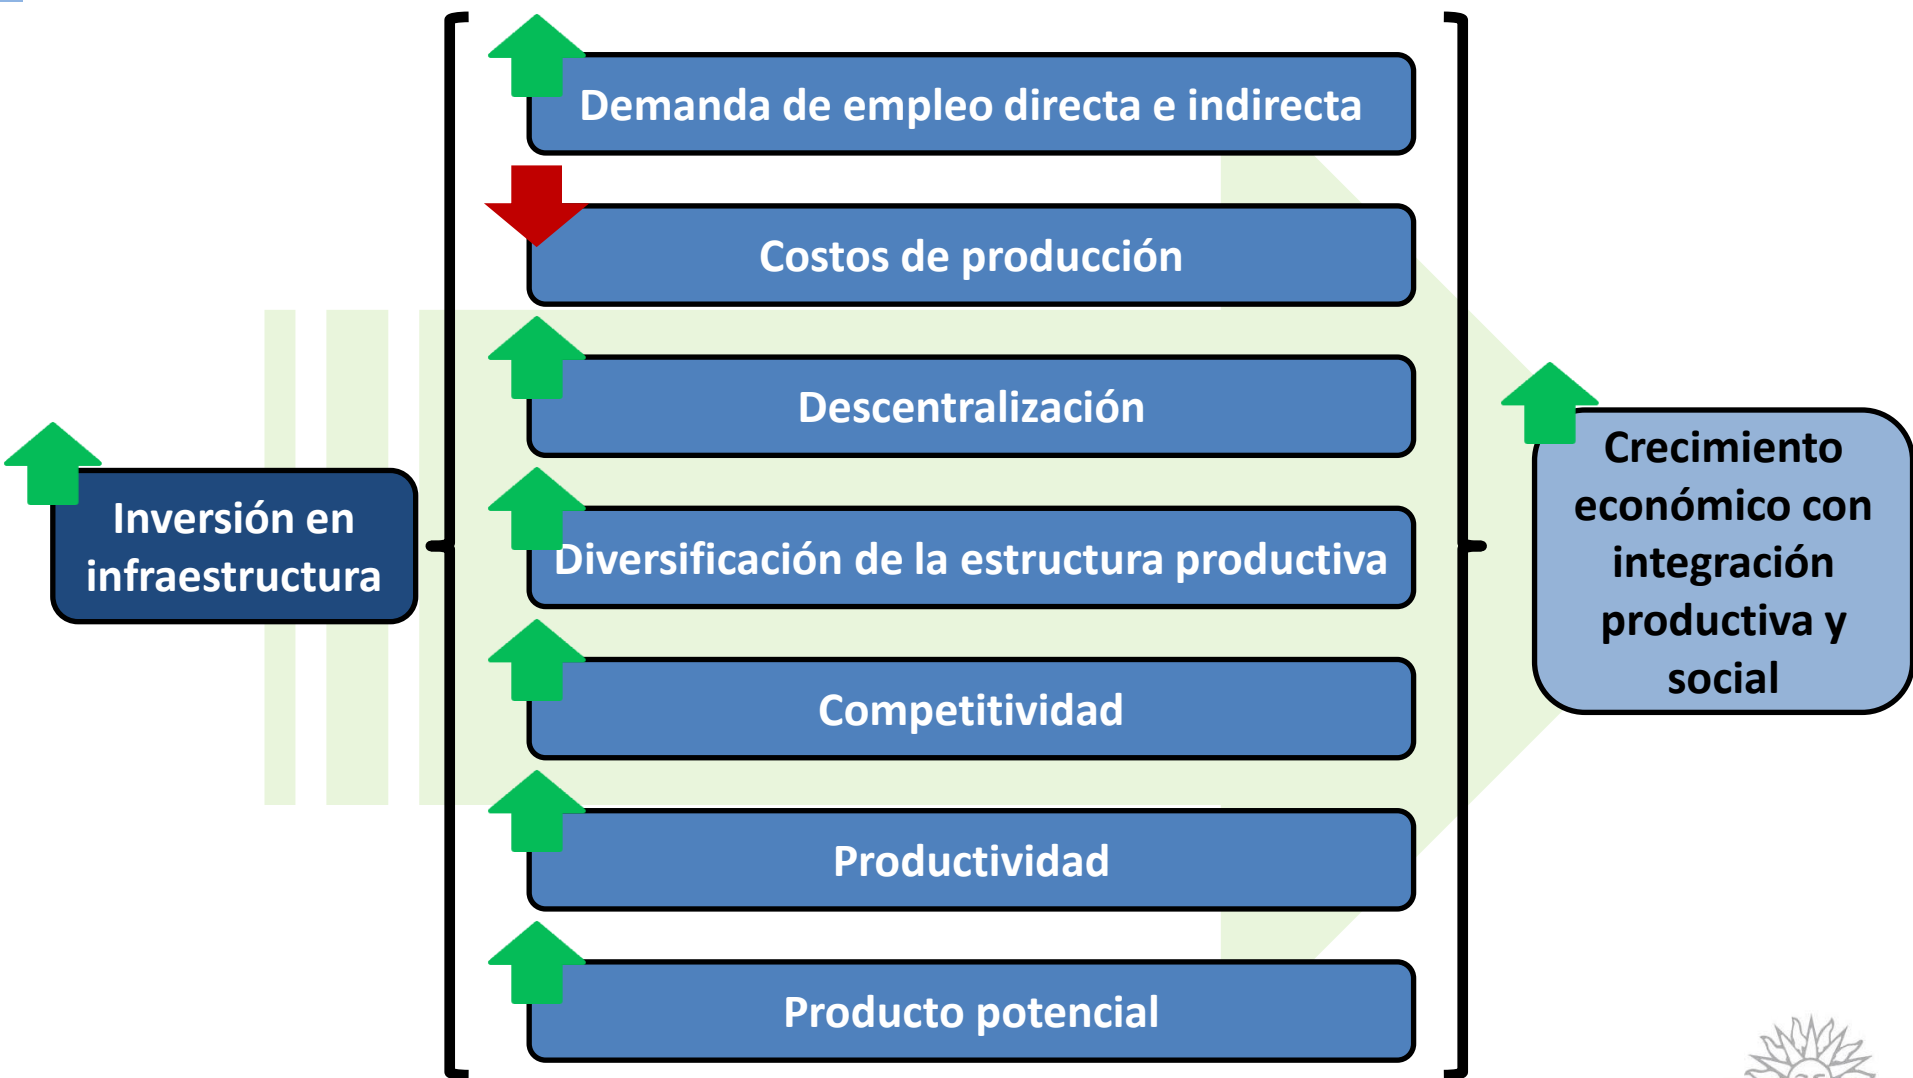 Demanda de empleo directa e indirecta
Costos de producción
Descentralización
Inversión en
infraestructura
Diversificación de la estructura productiva
Competitividad
Productividad
Producto potencial
Crecimiento
económico con
integración
productiva y
social